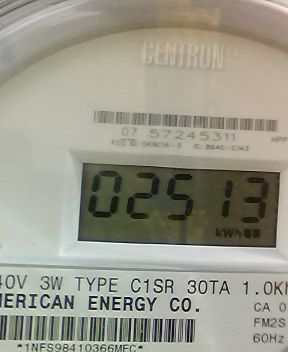 CENTRON
07 57245311
02513
kWh
40V 3W TYPE C1SR 30TA 1.0K
MERICAN ENERGY CO.
CA 0
FM2S
60Hz
*1NFS98410366MFC*